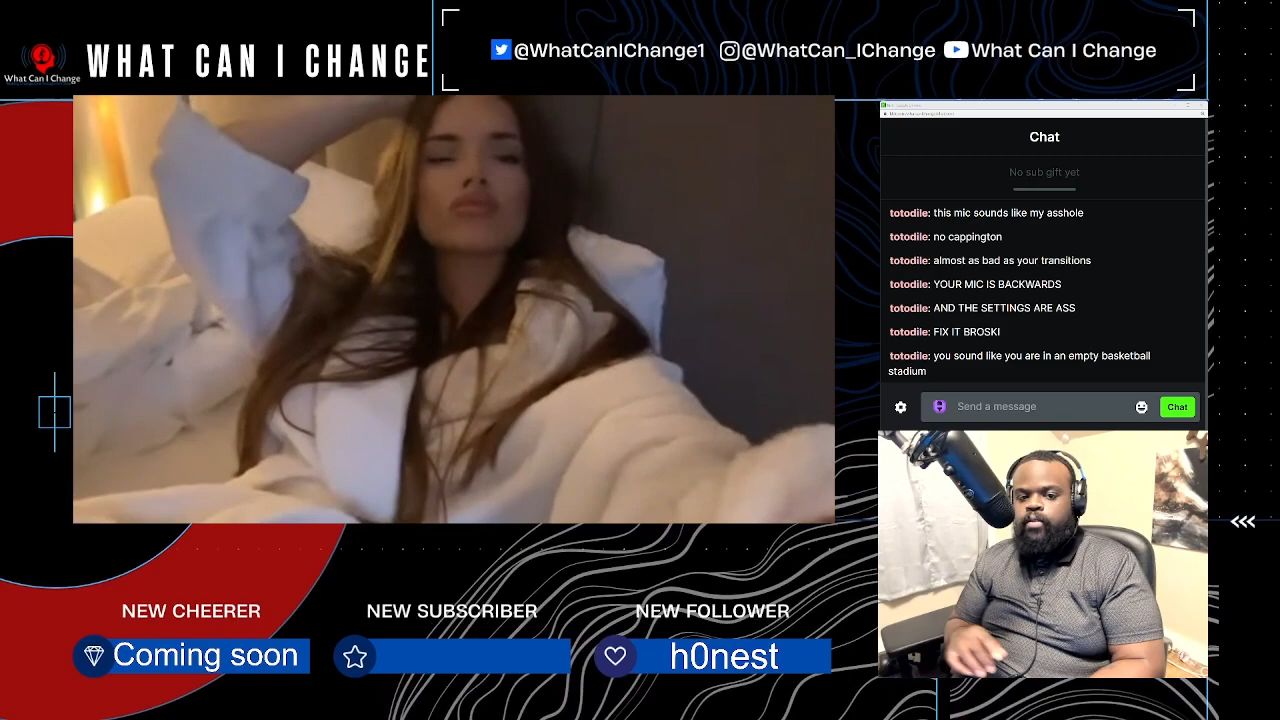 What Can I Change
WHAT CAN I CHANGE
@WhatCanIChange1 @WhatCan_IChange What Can I Change
Chat
No sub gift yet
totodile: this mic sounds like my asshole
totodile: no cappington
totodile: almost as bad as your transitions
totodile: YOUR MIC IS BACKWARDS
totodile: AND THE SETTINGS ARE ASS
totodile: FIX IT BROSKI
totodile: you sound like you are in an empty basketball
stadium
Send a message
Chat
NEW CHEERER NEW SUBSCRIBER NEW FOLLOWER
Coming soon h0nest